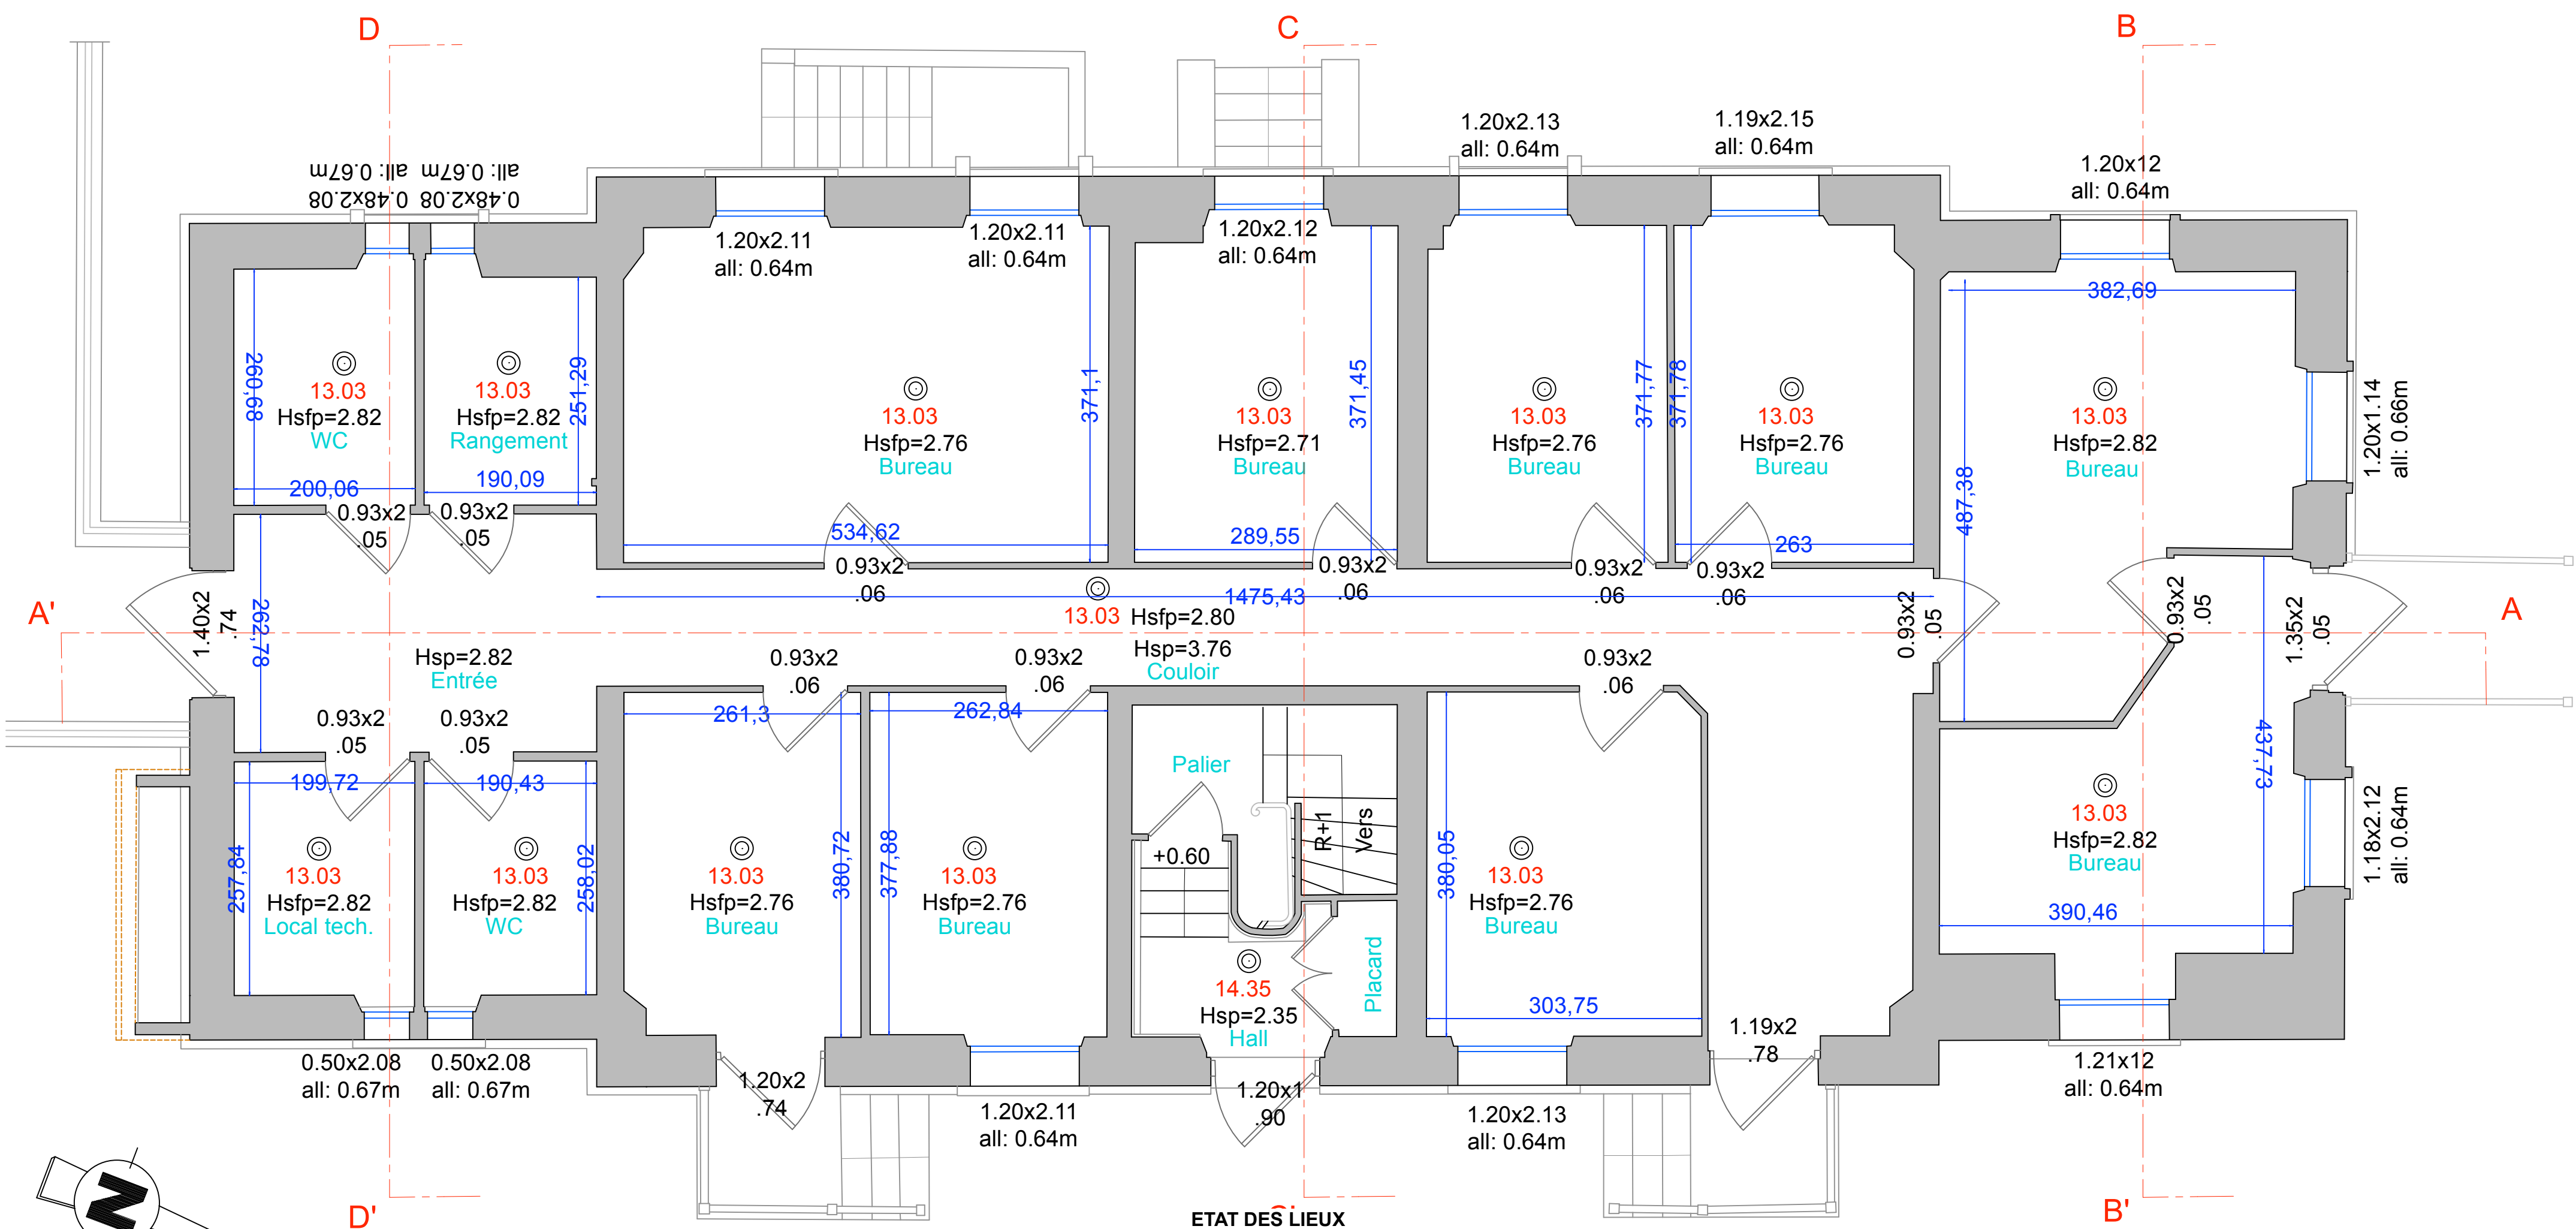 D
C
B
1.20x2.13
all: 0.64m
1.19x2.15
all: 0.64m
1.20x12
all: 0.64m
0.48x2.08
all: 0.67m
0.48x2.08
all: 0.67m
1.20x2.11
all: 0.64m
1.20x2.11
all: 0.64m
1.20x2.12
all: 0.64m
382,69
260,68
13.03
Hsfp=2.82
WC
200,06
251,29
13.03
Hsfp=2.82
Rangement
190,09
371,1
13.03
Hsfp=2.76
Bureau
534,62
371,45
13.03
Hsfp=2.71
Bureau
289,55
371,77
13.03
Hsfp=2.76
Bureau
371,78
13.03
Hsfp=2.76
Bureau
263
487,38
13.03
Hsfp=2.82
Bureau
1.20x1.14
all: 0.66m
0.93x2
.05
0.93x2
.05
0.93x2
.06
0.93x2
.06
0.93x2
.06
0.93x2
.06
A'
1.40x2
.74
262,78
1475,43
13.03 Hsfp=2.80
Hsp=3.76
Couloir
Hsp=2.82
Entrée
0.93x2
.05
0.93x2
.05
1.35x2
.05
A
0.93x2
.05
0.93x2
.05
0.93x2
.06
0.93x2
.06
0.93x2
.06
199,72
190,43
261,3
262,84
437,73
257,84
13.03
Hsfp=2.82
Local tech.
258,02
13.03
Hsfp=2.82
WC
380,72
13.03
Hsfp=2.76
Bureau
377,88
13.03
Hsfp=2.76
Bureau
Palier
+0.60
R+1
Vers
14.35
Hsp=2.35
Hall
Placard
380,05
13.03
Hsfp=2.76
Bureau
303,75
13.03
Hsfp=2.82
Bureau
390,46
1.18x2.12
all: 0.64m
0.50x2.08
all: 0.67m
0.50x2.08
all: 0.67m
1.20x2
.74
1.20x2.11
all: 0.64m
1.20x1
.90
1.20x2.13
all: 0.64m
1.19x2
.78
1.21x12
all: 0.64m
N
D'
B'
ETAT DES LIEUX